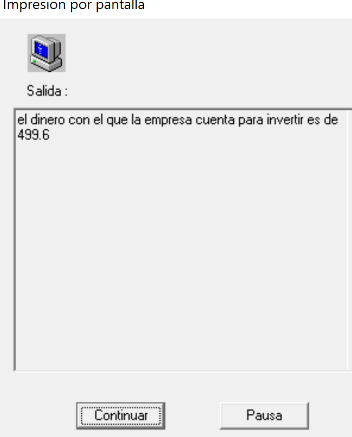 Impresión por pantalla
Salida :
el dinero con el que la empresa cuenta para invertir es de
499.6
Continuar
Pausa